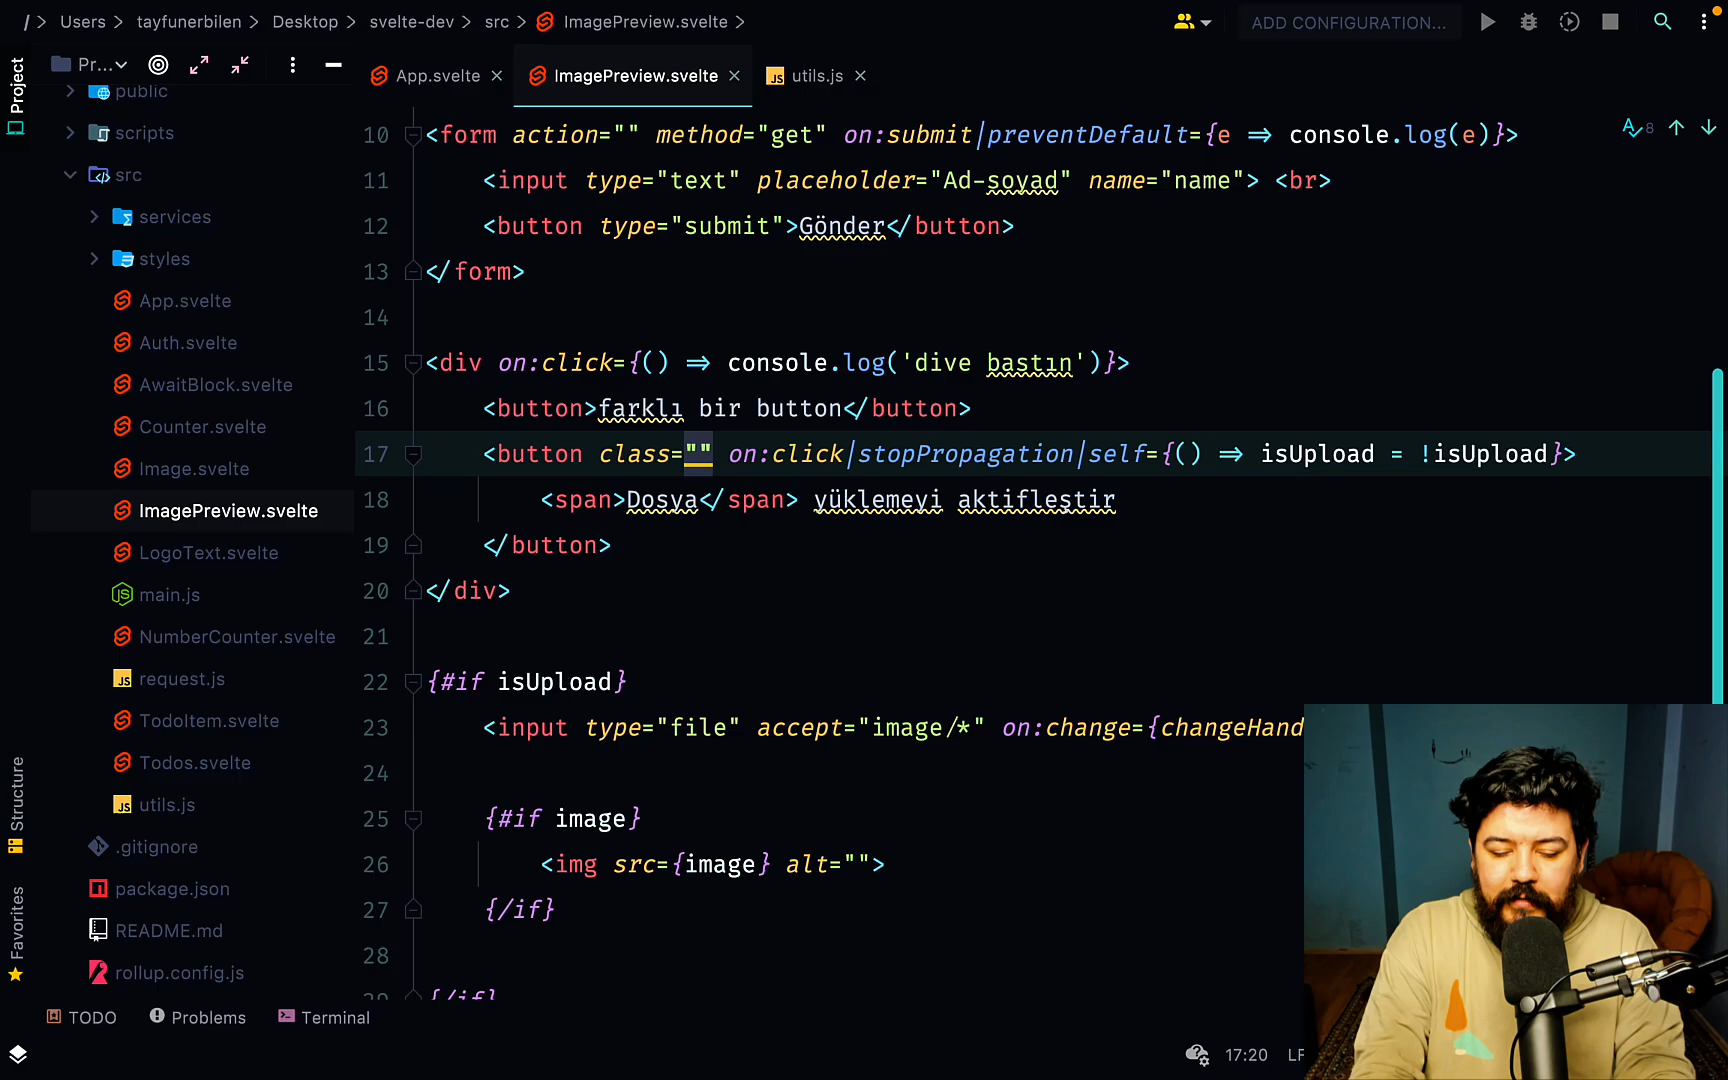 / > Users > tayfunerbilen > Desktop > svelte-dev > src > ImagePreview.svelte >
ADD CONFIGURATION...
Project
Pr...
App.svelte ×
ImagePreview.svelte ×
JS utils.js ×
public
scripts
src
services
styles
App.svelte
Auth.svelte
AwaitBlock.svelte
Counter.svelte
Image.svelte
ImagePreview.svelte
LogoText.svelte
main.js
NumberCounter.svelte
JS request.js
TodoItem.svelte
Todos.svelte
JS utils.js
.gitignore
package.json
README.md
rollup.config.js
Structure
Favorites
8
10 <form action="" method="get" on:submit|preventDefault={e => console.log(e)}>
11 <input type="text" placeholder="Ad-soyad" name="name"> <br>
12 <button type="submit">Gönder</button>
13 </form>
14
15 <div on:click={() => console.log('dive bastın')}>
16 <button>farklı bir button</button>
17 <button class="" on:click|stopPropagation|self={() => isUpload = !isUpload}>
18 <span>Dosya</span> yüklemeyi aktifleştir
19 </button>
20 </div>
21
22 {#if isUpload}
23 <input type="file" accept="image/*" on:change={changeHand
24
25 {#if image}
26 <img src={image} alt="">
27 {/if}
28
29 {/if}
TODO
Problems
Terminal
17:20 LF